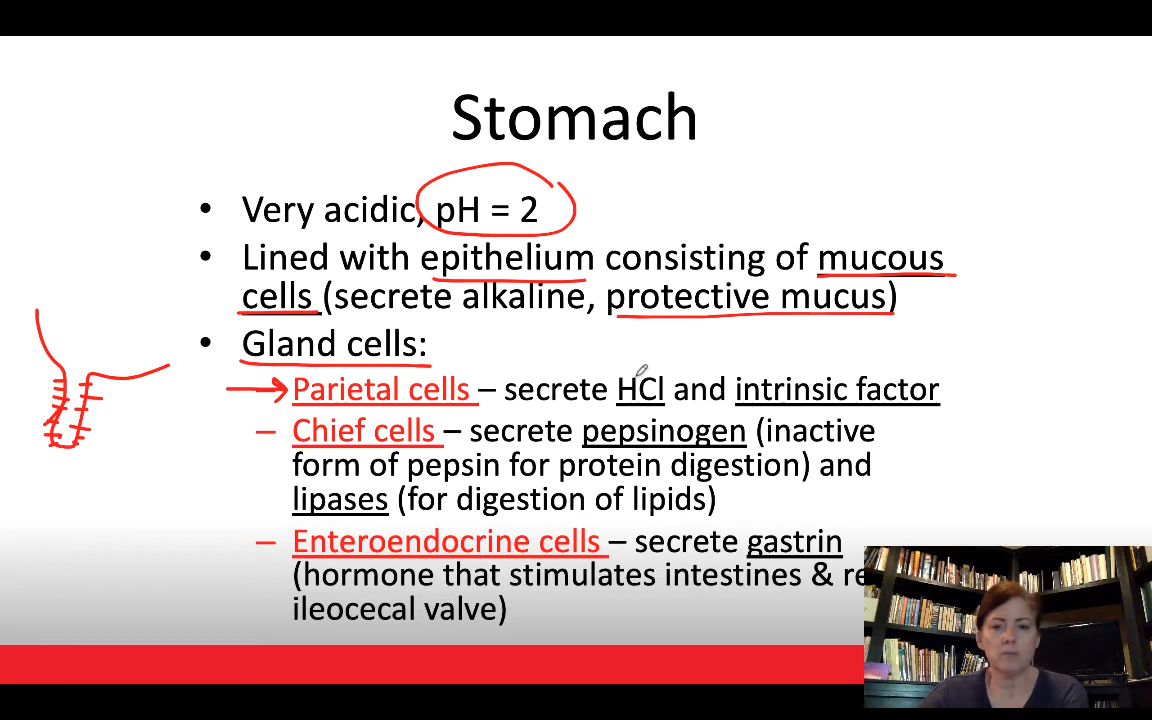 Stomach
• Very acidic, pH = 2
• Lined with epithelium consisting of mucous
cells (secrete alkaline, protective mucus)
• Gland cells:
Parietal cells – secrete HCl and intrinsic factor
– Chief cells – secrete pepsinogen (inactive
form of pepsin for protein digestion) and
lipases (for digestion of lipids)
– Enteroendocrine cells – secrete gastrin
(hormone that stimulates intestines &
ileocecal valve)